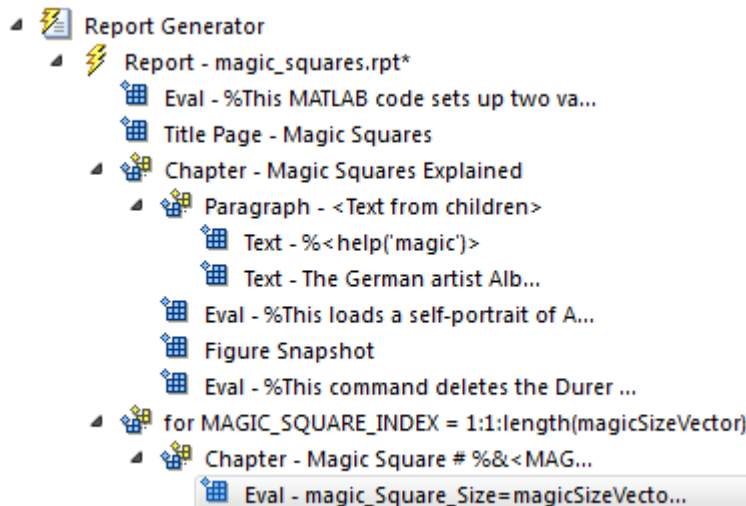 Report Generator
Report - magic_squares.rpt*
Eval - %This MATLAB code sets up two va...
Title Page - Magic Squares
Chapter - Magic Squares Explained
Paragraph - <Text from children>
Text - %<help('magic')>
Text - The German artist Alb...
Eval - %This loads a self-portrait of A...
Figure Snapshot
Eval - %This command deletes the Durer ...
for MAGIC_SQUARE_INDEX = 1:1:length(magicSizeVector)
Chapter - Magic Square # %&<MAG...
Eval - magic_Square_Size=magicSizeVecto...